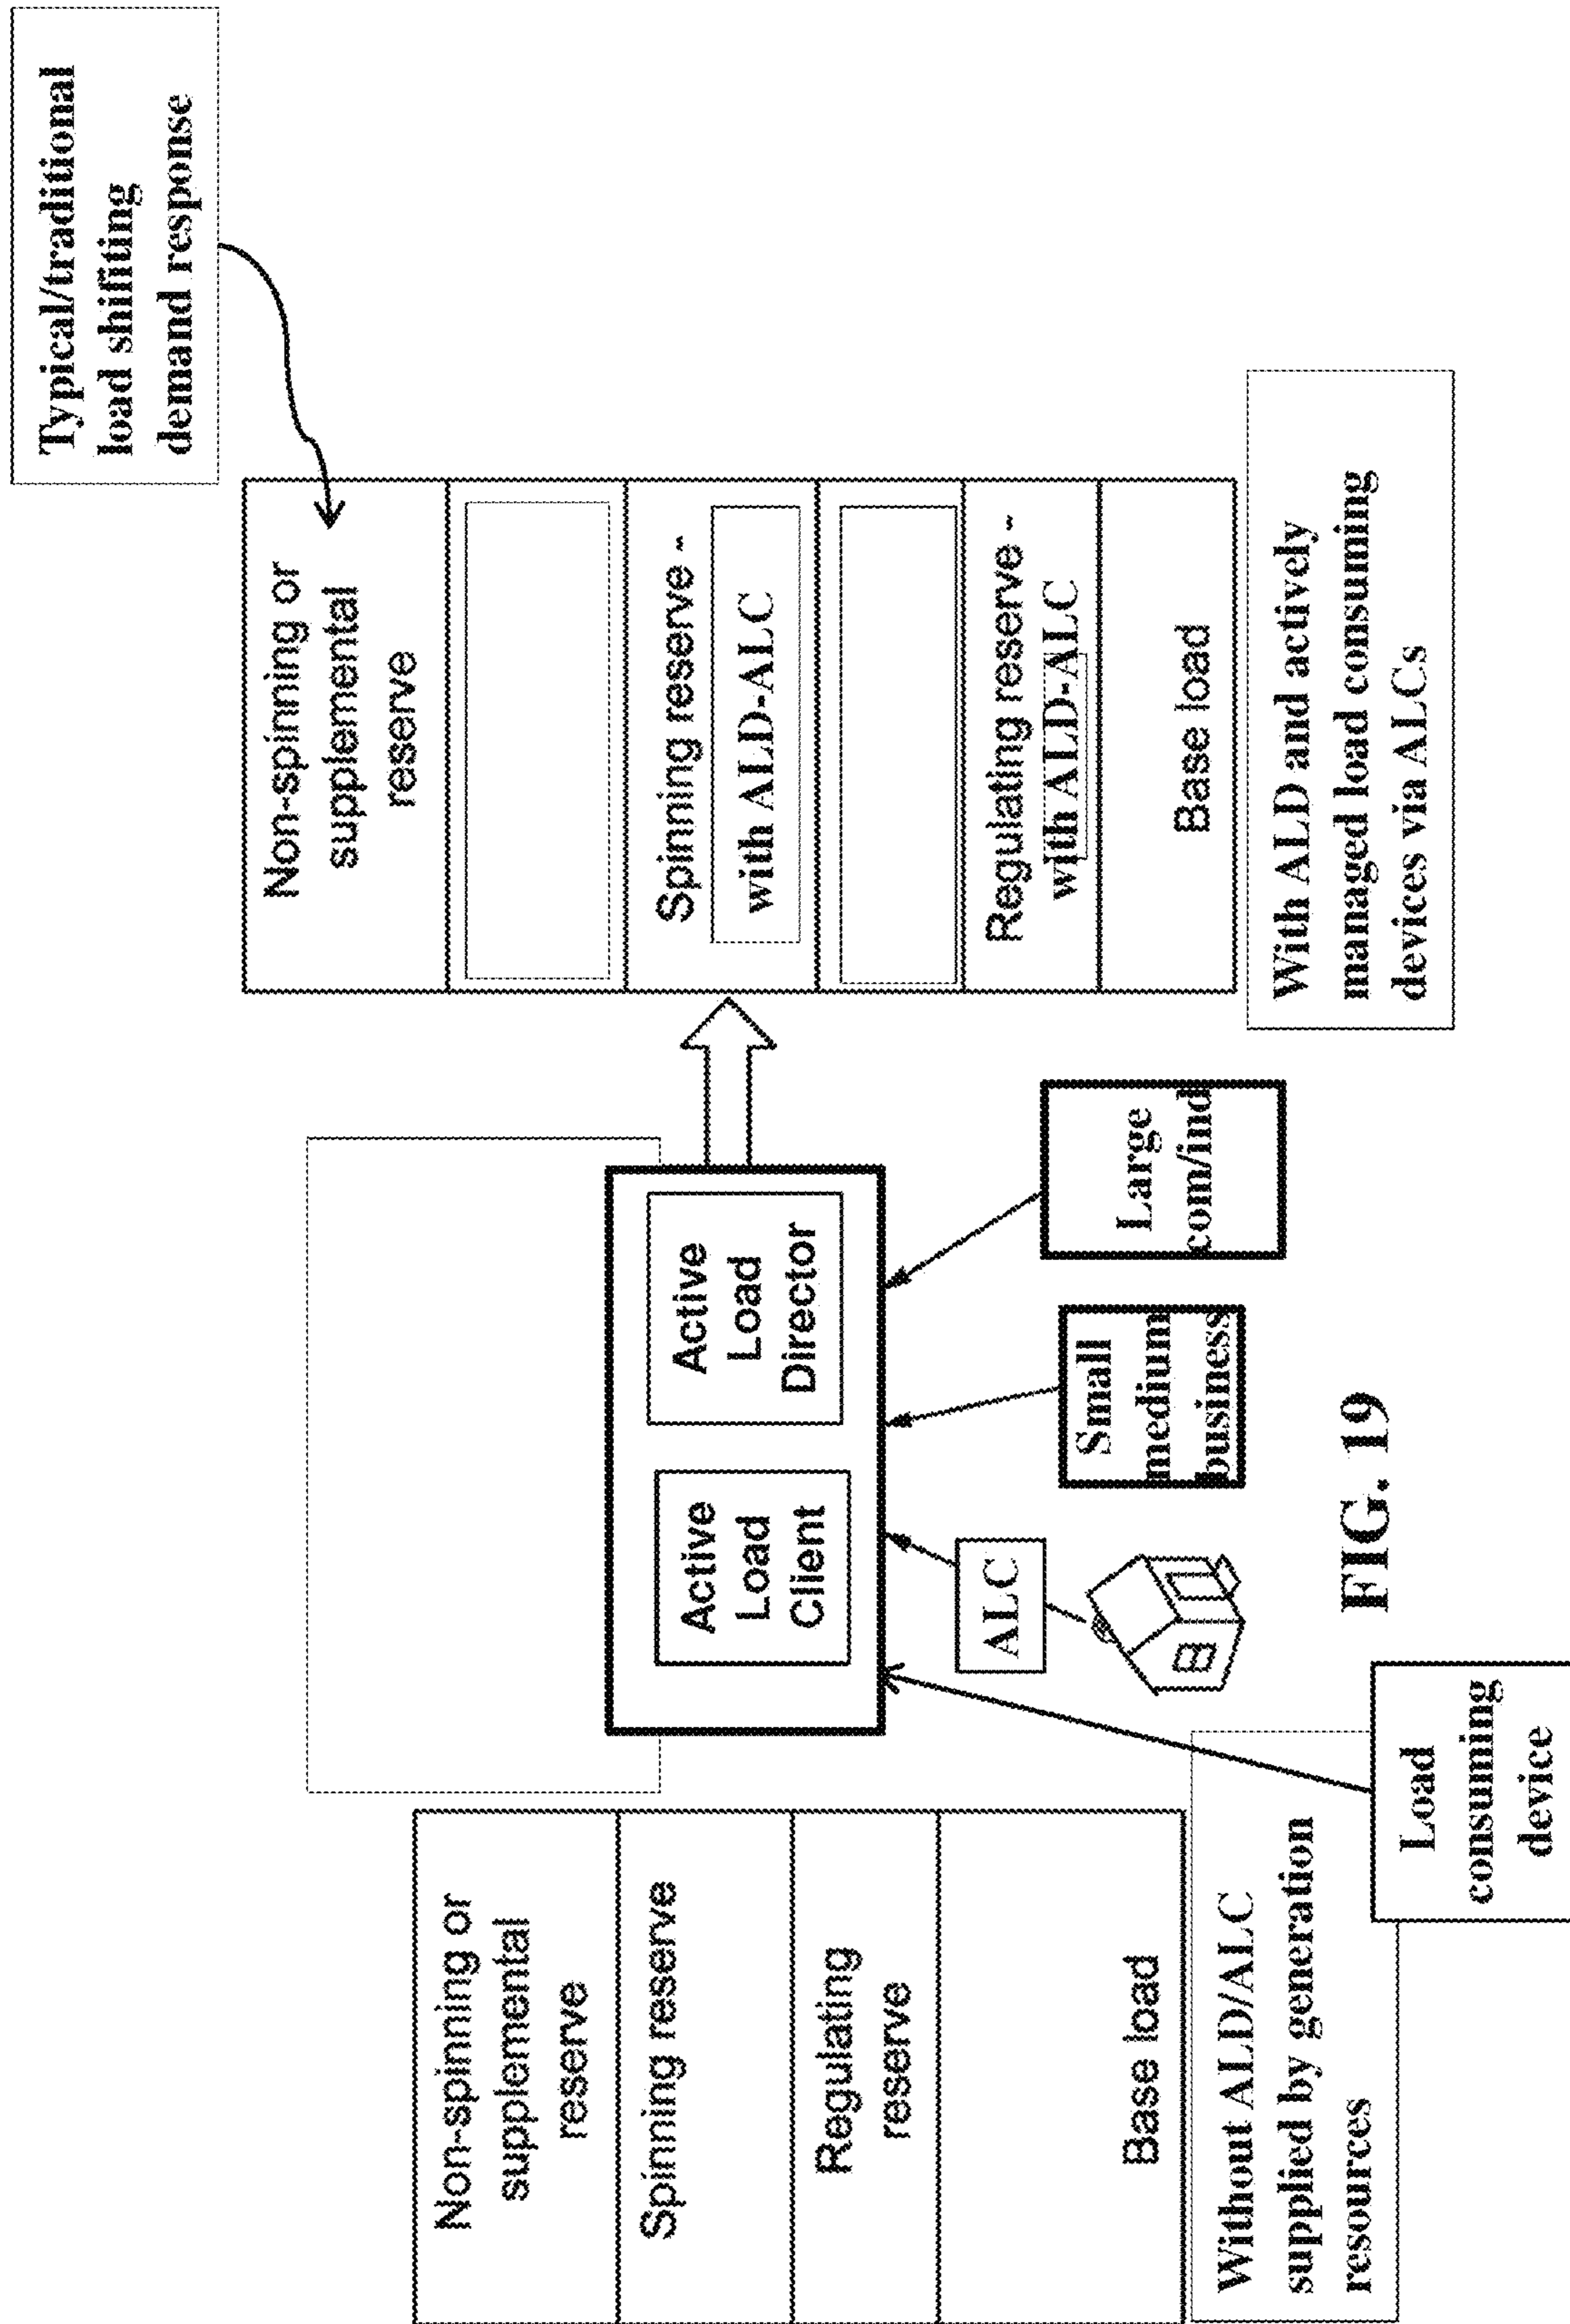 Typical/traditional
load shifting
demand response
Non-spinning or
supplemental
reserve
Spinning reserve
Regulating
reserve
Base load
Without ALD/ALC
supplied by generation
resources
Active
Load
Client
Active
Load
Director
ALC
Small
medium
business
Large
com/ind
Load
consuming
device
Non-spinning or
supplemental
reserve
Spinning reserve -
with ALD-ALC
Regulating reserve -
with ALD-ALC
Base load
With ALD and actively
managed load consuming
devices via ALCs
FIG. 19